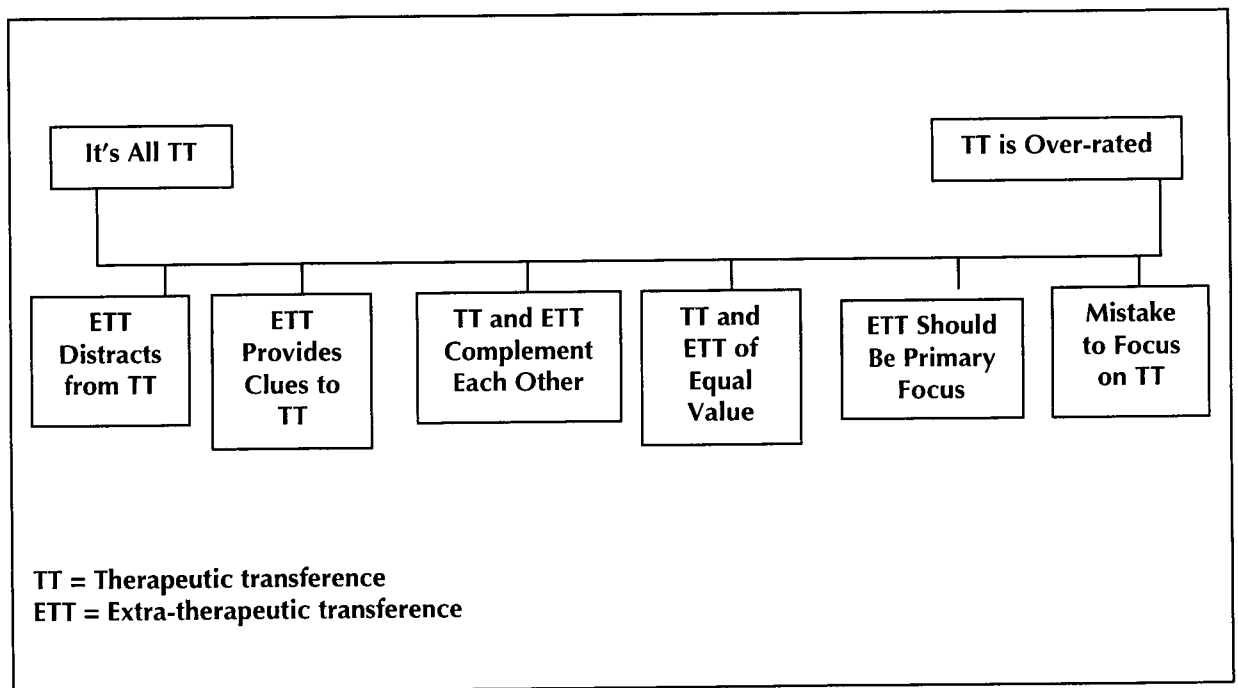 It's All TT
TT is Over-rated
ETT
Distracts
from TT
ETT
Provides
Clues to
TT
TT and ETT
Complement
Each Other
TT and
ETT of
Equal
Value
ETT Should
Be Primary
Focus
Mistake
to Focus
on TT
TT = Therapeutic transference
ETT = Extra-therapeutic transference